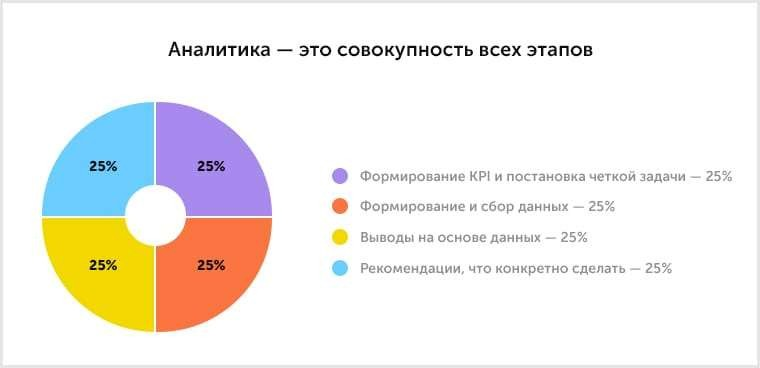 Аналитика — это совокупность всех этапов
25%
25%
25%
25%
Формирование KPI и постановка четкой задачи — 25%
Формирование и сбор данных — 25%
Выводы на основе данных — 25%
Рекомендации, что конкретно сделать — 25%